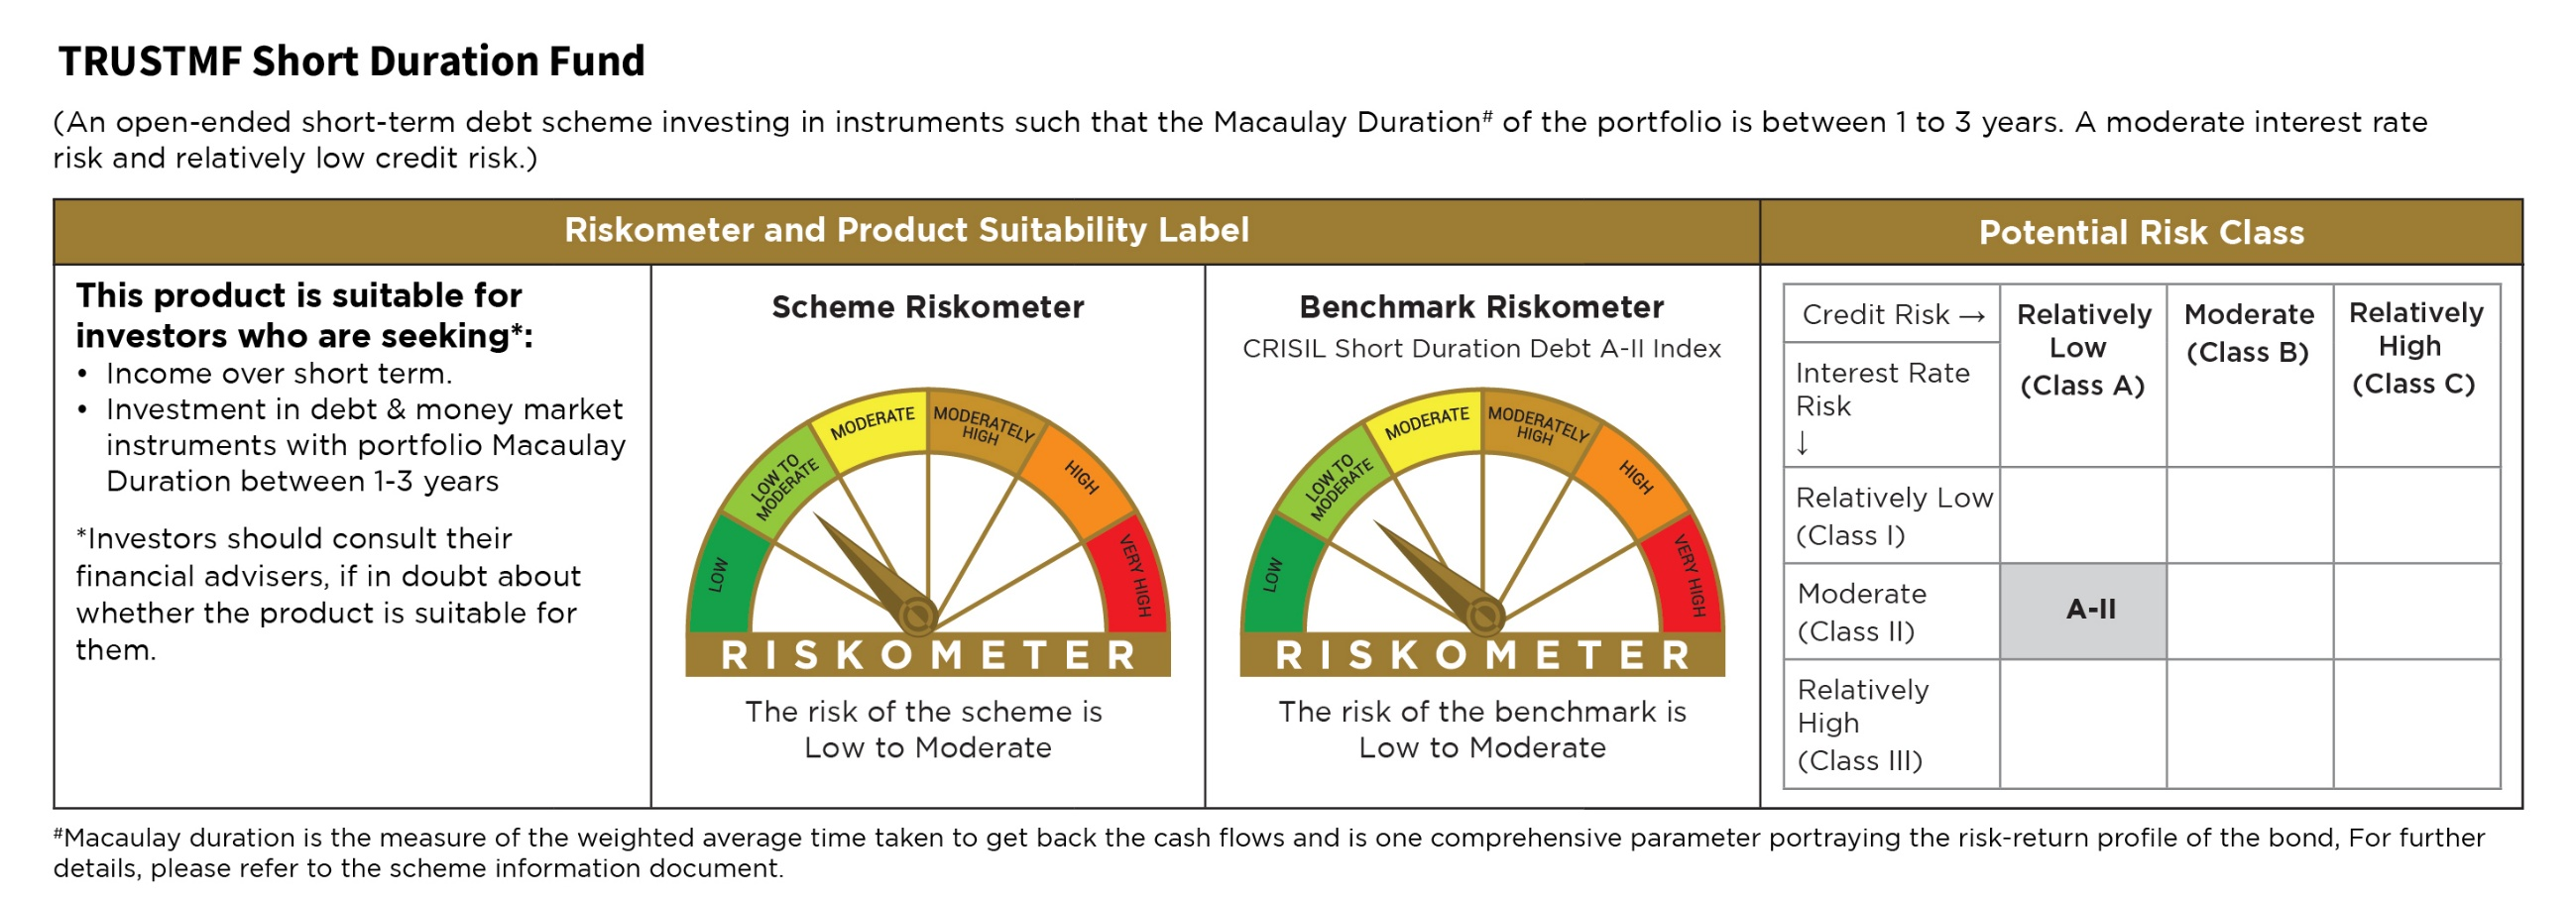 TRUSTMF Short Duration Fund
(An open-ended short-term debt scheme investing in instruments such that the Macaulay Duration# of the portfolio is between 1 to 3 years. A moderate interest rate
risk and relatively low credit risk.)
Riskometer and Product Suitability Label
Potential Risk Class
This product is suitable for
investors who are seeking*:
• Income over short term.
• Investment in debt & money market
instruments with portfolio Macaulay
Duration between 1-3 years
*Investors should consult their
financial advisers, if in doubt about
whether the product is suitable for
them.
Scheme Riskometer
LOW
LOW TO
MODERATE
MODERATE
MODERATELY
HIGH
HIGH
VERY HIGH
RISKOMETER
The risk of the scheme is
Low to Moderate
Benchmark Riskometer
CRISIL Short Duration Debt A-II Index
LOW
LOW TO
MODERATE
MODERATE
MODERATELY
HIGH
HIGH
VERY HIGH
RISKOMETER
The risk of the benchmark is
Low to Moderate
Credit Risk →
Interest Rate
Risk
↓
Relatively
Low
(Class A)
Moderate
(Class B)
Relatively
High
(Class C)
Relatively Low
(Class I)
Moderate
(Class II)
A-II
Relatively
High
(Class III)
#Macaulay duration is the measure of the weighted average time taken to get back the cash flows and is one comprehensive parameter portraying the risk-return profile of the bond, For further
details, please refer to the scheme information document.